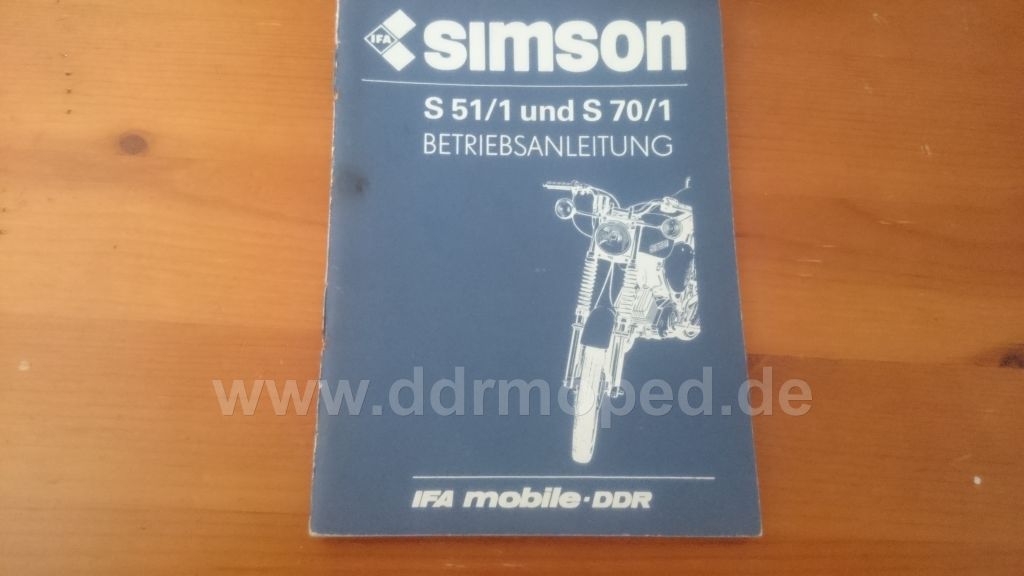 IFA simson
S 51/1 und S 70/1
BETRIEBSANLEITUNG
www.ddrmoped.de
IFA mobile·DDR